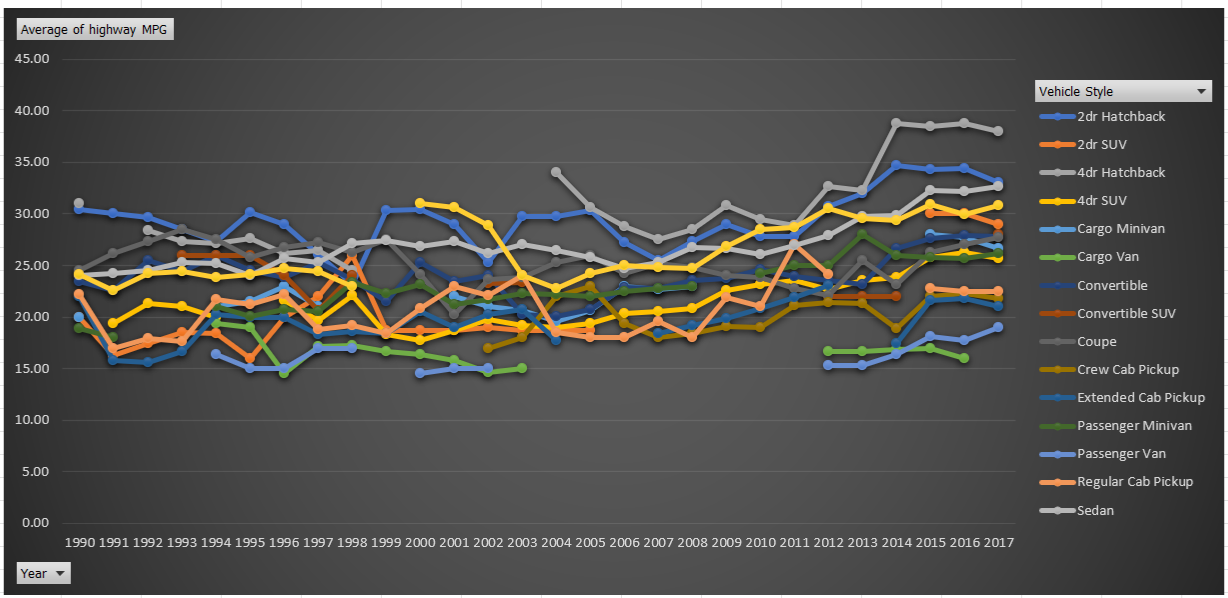 Average of highway MPG
45.00
40.00
35.00
30.00
25.00
20.00
15.00
10.00
5.00
0.00
1990 1991 1992 1993 1994 1995 1996 1997 1998 1999 2000 2001 2002 2003 2004 2005 2006 2007 2008 2009 2010 2011 2012 2013 2014 2015 2016 2017
Year
Vehicle Style
2dr Hatchback
2dr SUV
4dr Hatchback
4dr SUV
Cargo Minivan
Cargo Van
Convertible
Convertible SUV
Coupe
Crew Cab Pickup
Extended Cab Pickup
Passenger Minivan
Passenger Van
Regular Cab Pickup
Sedan